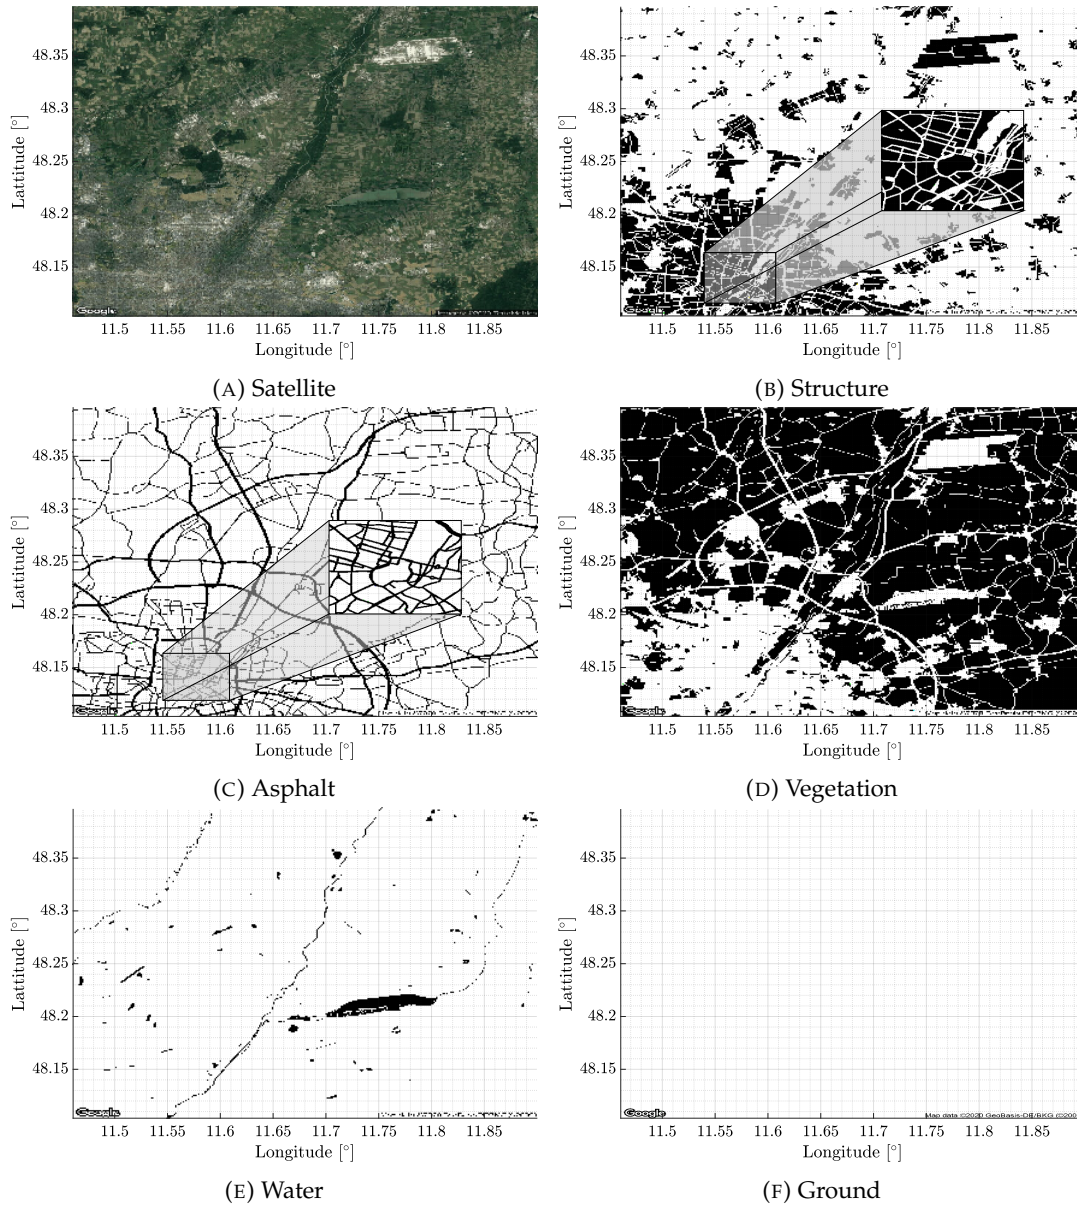 48.35
48.3
48.25
48.2
48.15
Lattitude [°]
Google
11.5 11.55 11.6 11.65 11.7 11.75 11.8 11.85
Longitude [°]
(A) Satellite
48.35
48.3
48.25
48.2
48.15
Lattitude [°]
Google
11.5 11.55 11.6 11.65 11.7 11.75 11.8 11.85
Longitude [°]
(B) Structure
48.35
48.3
48.25
48.2
48.15
Lattitude [°]
Google
11.5 11.55 11.6 11.65 11.7 11.75 11.8 11.85
Longitude [°]
(C) Asphalt
48.35
48.3
48.25
48.2
48.15
Lattitude [°]
Google
11.5 11.55 11.6 11.65 11.7 11.75 11.8 11.85
Longitude [°]
(D) Vegetation
48.35
48.3
48.25
48.2
48.15
Lattitude [°]
Google
11.5 11.55 11.6 11.65 11.7 11.75 11.8 11.85
Longitude [°]
(E) Water
48.35
48.3
48.25
48.2
48.15
Lattitude [°]
Google
Map data ©2020 GeoBasis-DE/BKG (©200
11.5 11.55 11.6 11.65 11.7 11.75 11.8 11.85
Longitude [°]
(F) Ground